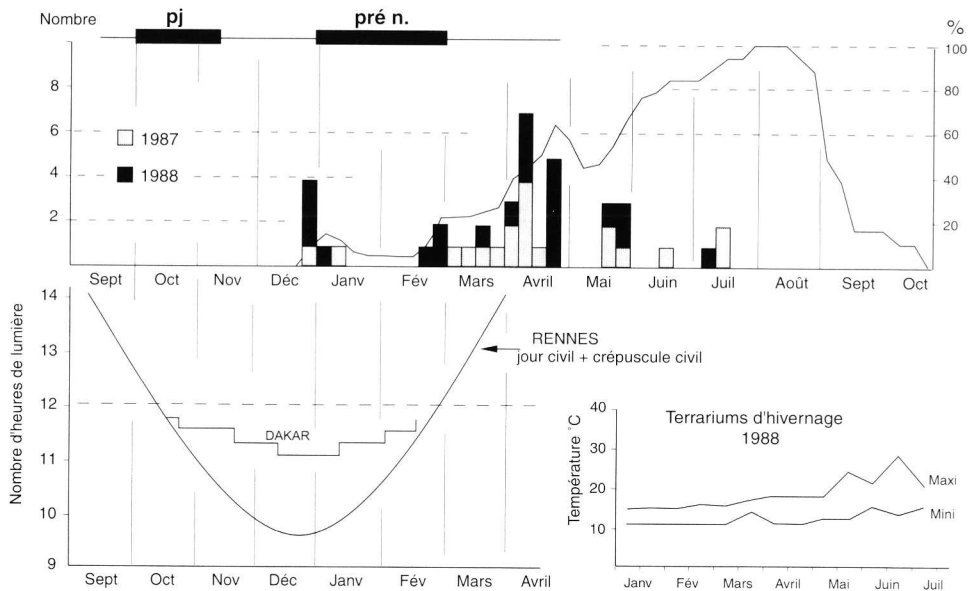 Nombre
pj
pré n.
%
8
6
4
2
1987
1988
100
80
60
40
20
Sept
Oct
Nov
Déc
Janv
Fév
Mars
Avril
Mai
Juin
Juil
Août
Sept
Oct
Nombre d'heures de lumière
14
13
12
11
10
9
RENNES
jour civil + crépuscule civil
DAKAR
Sept
Oct
Nov
Déc
Janv
Fév
Mars
Avril
Température °C
40
30
20
10
Terrariums d'hivernage
1988
Maxi
Mini
Janv
Fév
Mars
Avril
Mai
Juin
Juil